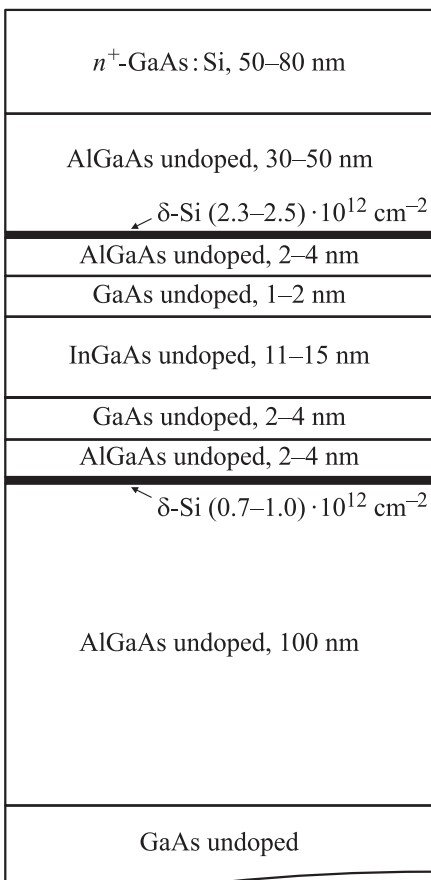 n⁺-GaAs:Si, 50–80 nm
AlGaAs undoped, 30–50 nm
δ-Si (2.3–2.5)·10¹² cm⁻²
AlGaAs undoped, 2–4 nm
GaAs undoped, 1–2 nm
InGaAs undoped, 11–15 nm
GaAs undoped, 2–4 nm
AlGaAs undoped, 2–4 nm
δ-Si (0.7–1.0)·10¹² cm⁻²
AlGaAs undoped, 100 nm
GaAs undoped